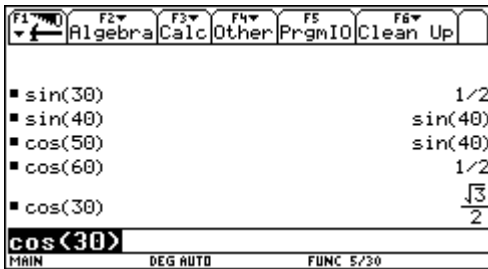 F1 F2 Algebra F3 Calc F4 Other F5 PrgmIO F6 Clean Up
▪ sin(30) 1/2
▪ sin(40) sin(40)
▪ cos(50) sin(40)
▪ cos(60) 1/2
▪ cos(30) √3/2
cos(30)
MAIN DEG AUTO FUNC 5/30